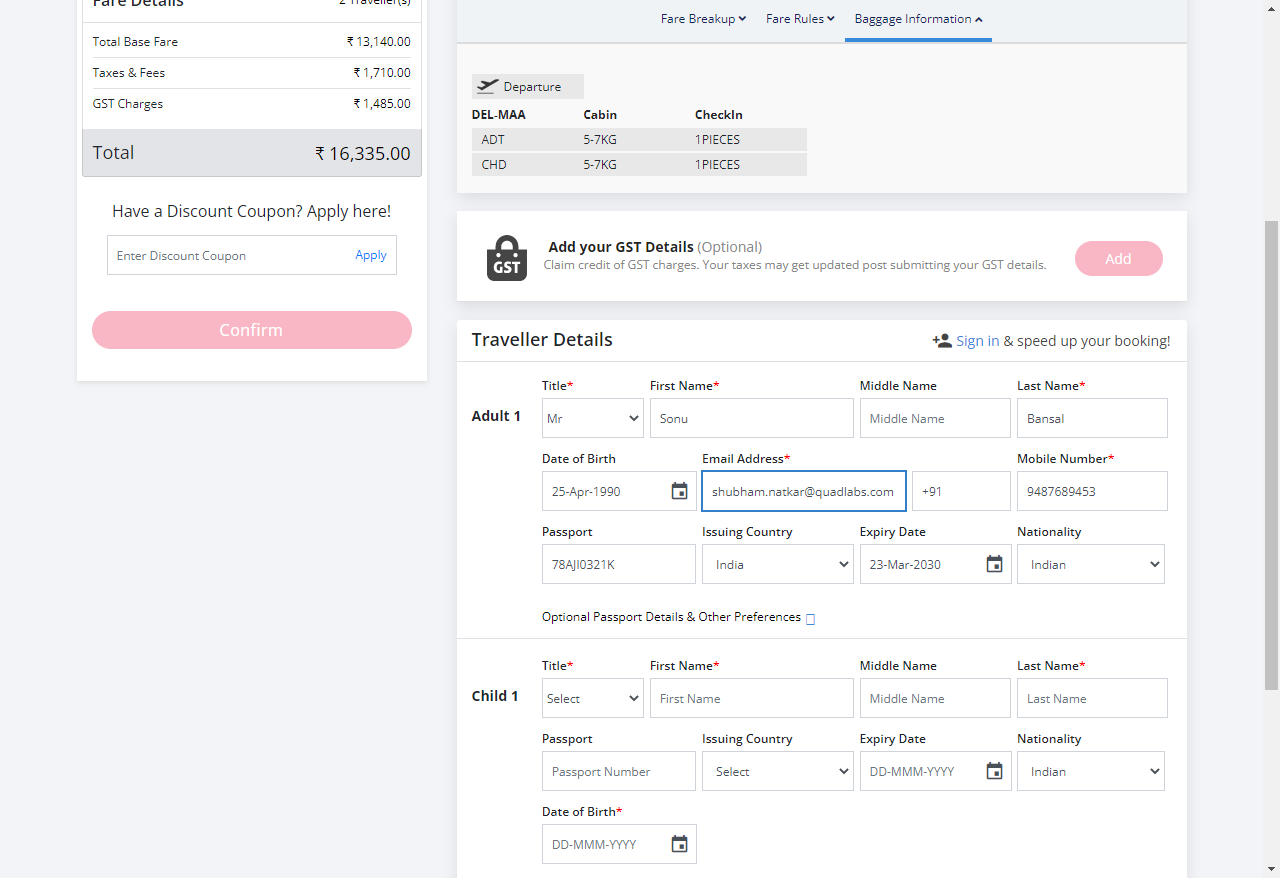 Fare Details 2 Traveller(s)
Total Base Fare ₹ 13,140.00
Taxes & Fees ₹ 1,710.00
GST Charges ₹ 1,485.00
Total ₹ 16,335.00
Have a Discount Coupon? Apply here!
Enter Discount Coupon Apply
Confirm
Fare Breakup Fare Rules Baggage Information
Departure
DEL-MAA Cabin CheckIn
ADT 5-7KG 1PIECES
CHD 5-7KG 1PIECES
GST
Add your GST Details (Optional)
Claim credit of GST charges. Your taxes may get updated post submitting your GST details.
Add
Traveller Details Sign in & speed up your booking!
Title* First Name* Middle Name Last Name*
Adult 1 Mr Sonu Middle Name Bansal
Date of Birth Email Address* Mobile Number*
25-Apr-1990 shubham.natkar@quadlabs.com +91 9487689453
Passport Issuing Country Expiry Date Nationality
78AJI0321K India 23-Mar-2030 Indian
Optional Passport Details & Other Preferences
Title* First Name* Middle Name Last Name*
Child 1 Select First Name Middle Name Last Name
Passport Issuing Country Expiry Date Nationality
Passport Number Select DD-MMM-YYYY Indian
Date of Birth*
DD-MMM-YYYY